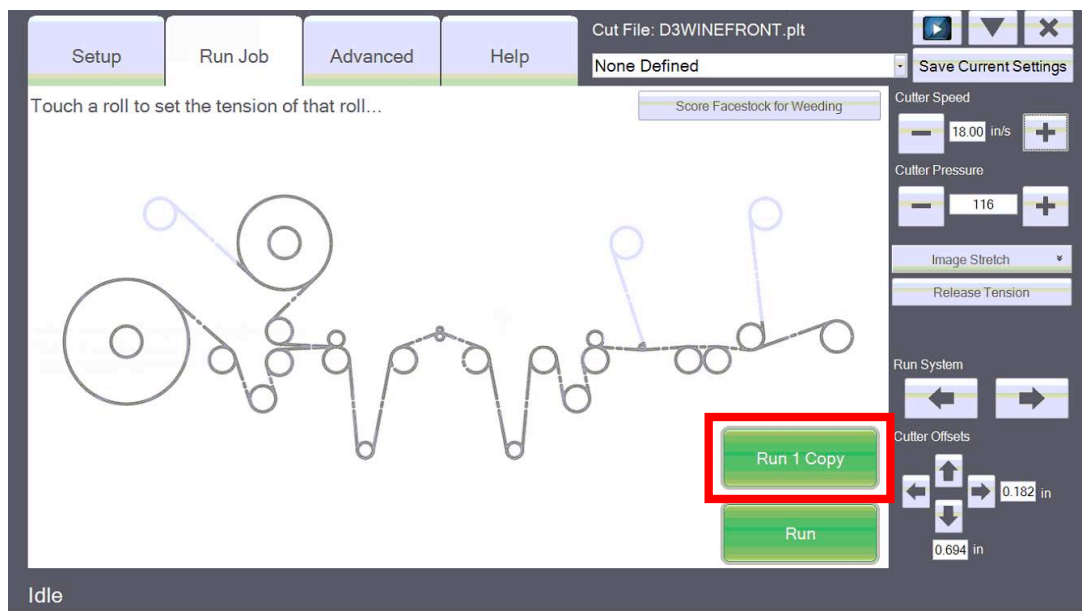 Setup
Run Job
Advanced
Help
Cut File: D3WINEFRONT.plt
None Defined
Save Current Settings
Touch a roll to set the tension of that roll...
Score Facestock for Weeding
Cutter Speed
18.00 in/s
Cutter Pressure
116
Image Stretch
Release Tension
Run System
Run 1 Copy
Cutter Offsets
0.182 in
Run
0.694 in
Idle